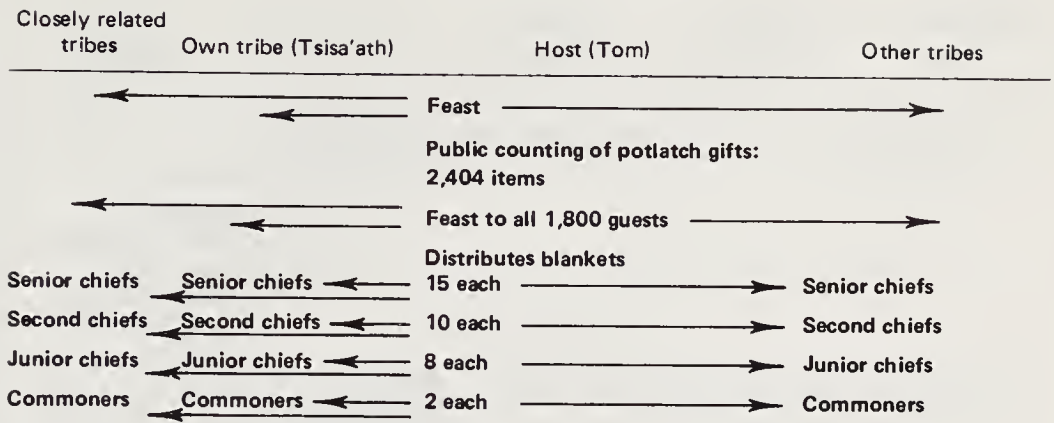 Closely related
tribes Own tribe (Tsisa'ath) Host (Tom) Other tribes
Feast
Public counting of potlatch gifts:
2,404 items
Feast to all 1,800 guests
Distributes blankets
Senior chiefs Senior chiefs 15 each Senior chiefs
Second chiefs Second chiefs 10 each Second chiefs
Junior chiefs Junior chiefs 8 each Junior chiefs
Commoners Commoners 2 each Commoners